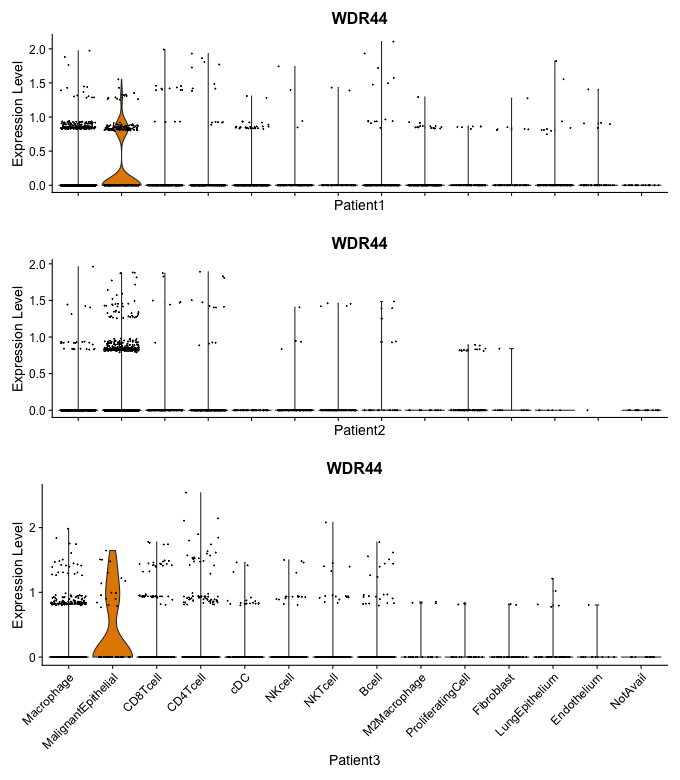 WDR44
Expression Level
2.0
1.5
1.0
0.5
0.0
Patient1
WDR44
Expression Level
2.0
1.5
1.0
0.5
0.0
Patient2
WDR44
Expression Level
2
1
0
Macrophage
MalignantEpithelial
CD8Tcell
CD4Tcell
cDC
NKcell
NKTcell
Bcell
M2Macrophage
ProliferatingCell
Fibroblast
LungEpithelium
Endothelium
NotAvail
Patient3